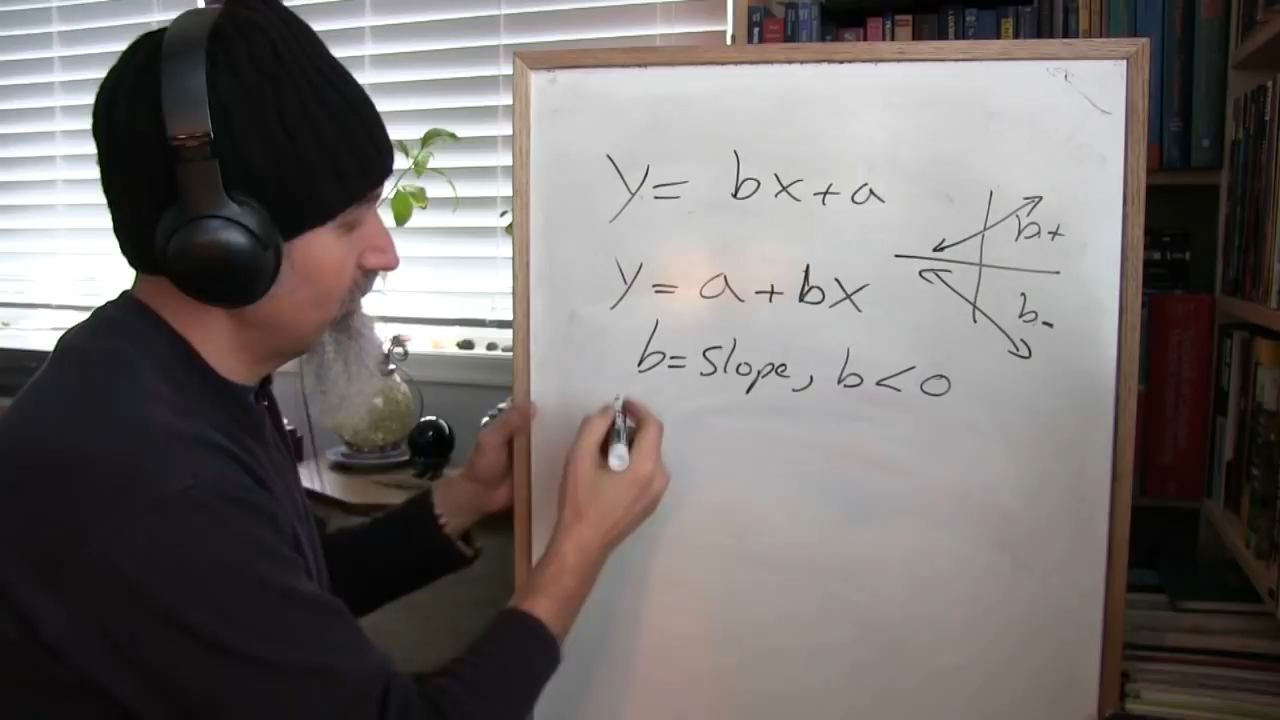 y = bx+a
b+
y = a + bx
b-
b = slope, b < 0